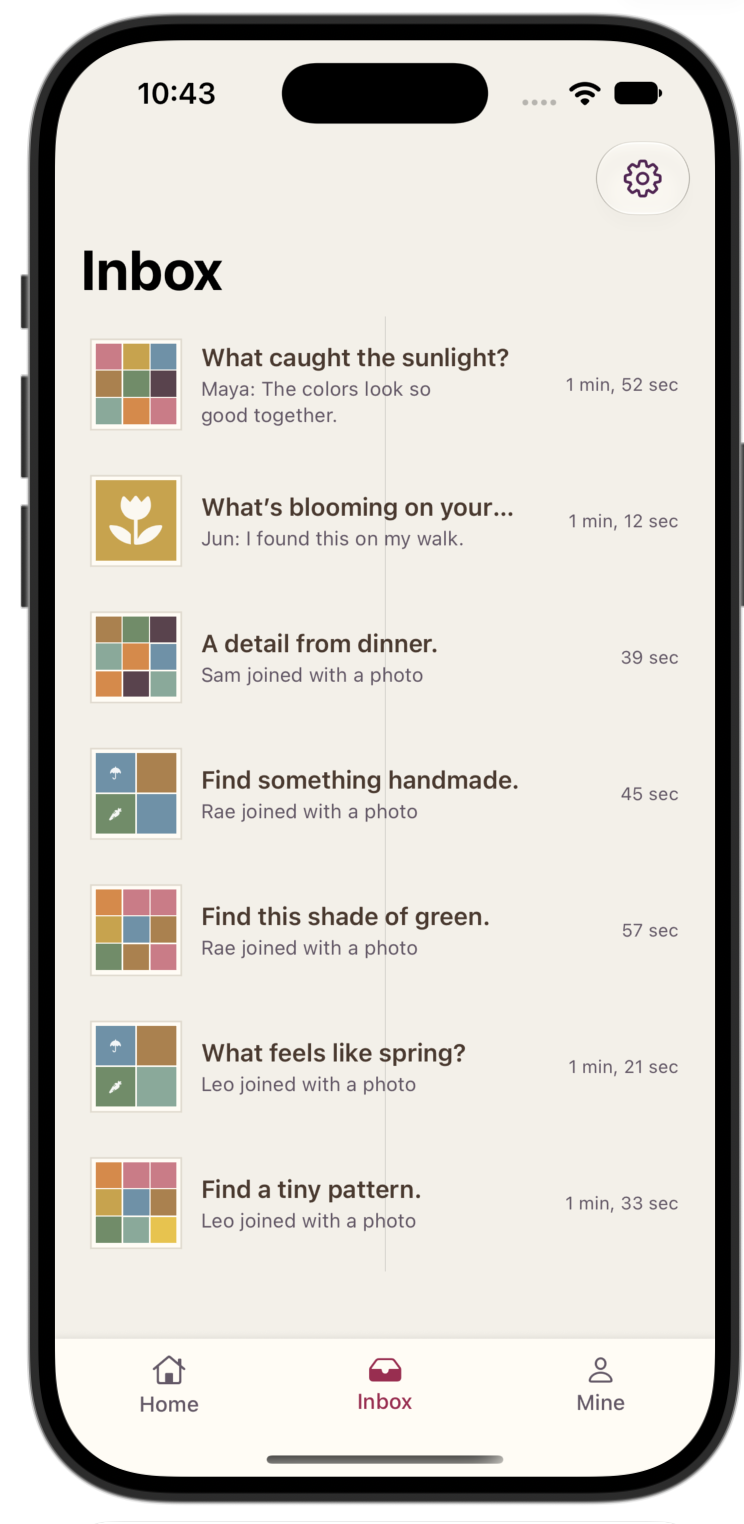 10:43
Inbox
What caught the sunlight?
Maya: The colors look so
good together.
1 min, 52 sec
What’s blooming on your...
Jun: I found this on my walk.
1 min, 12 sec
A detail from dinner.
Sam joined with a photo
39 sec
Find something handmade.
Rae joined with a photo
45 sec
Find this shade of green.
Rae joined with a photo
57 sec
What feels like spring?
Leo joined with a photo
1 min, 21 sec
Find a tiny pattern.
Leo joined with a photo
1 min, 33 sec
Home
Inbox
Mine